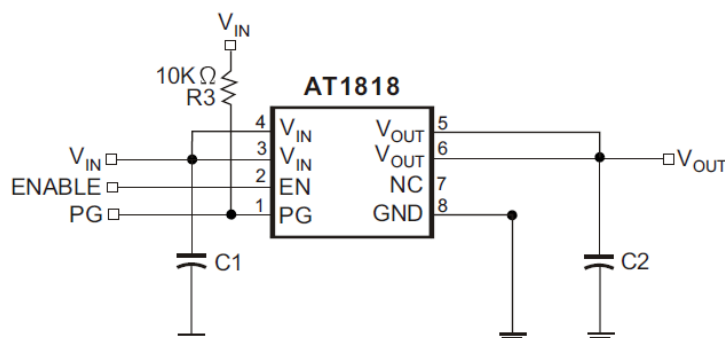 VIN
10KΩ
R3
AT1818
4 VIN VOUT 5
VIN 3 VIN VOUT 6 VOUT
ENABLE 2 EN NC 7
PG 1 PG GND 8
C1
C2